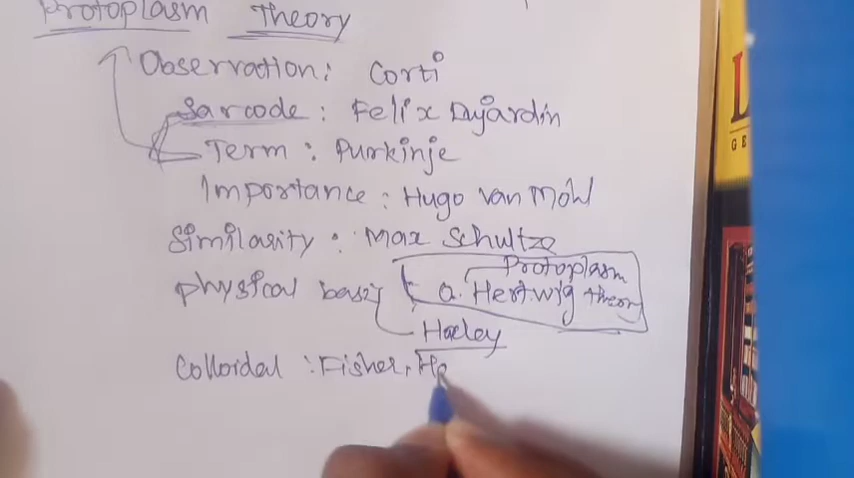 Protoplasm Theory
Observation : Corti
Sarcode : Felix Dujardin
Term : Purkinje
Importance : Hugo van Mohl
Similarity : Max Schultze
Protoplasm
physical basis O. Hertwig theory
Huxley
Colloidal : Fisher, Ha